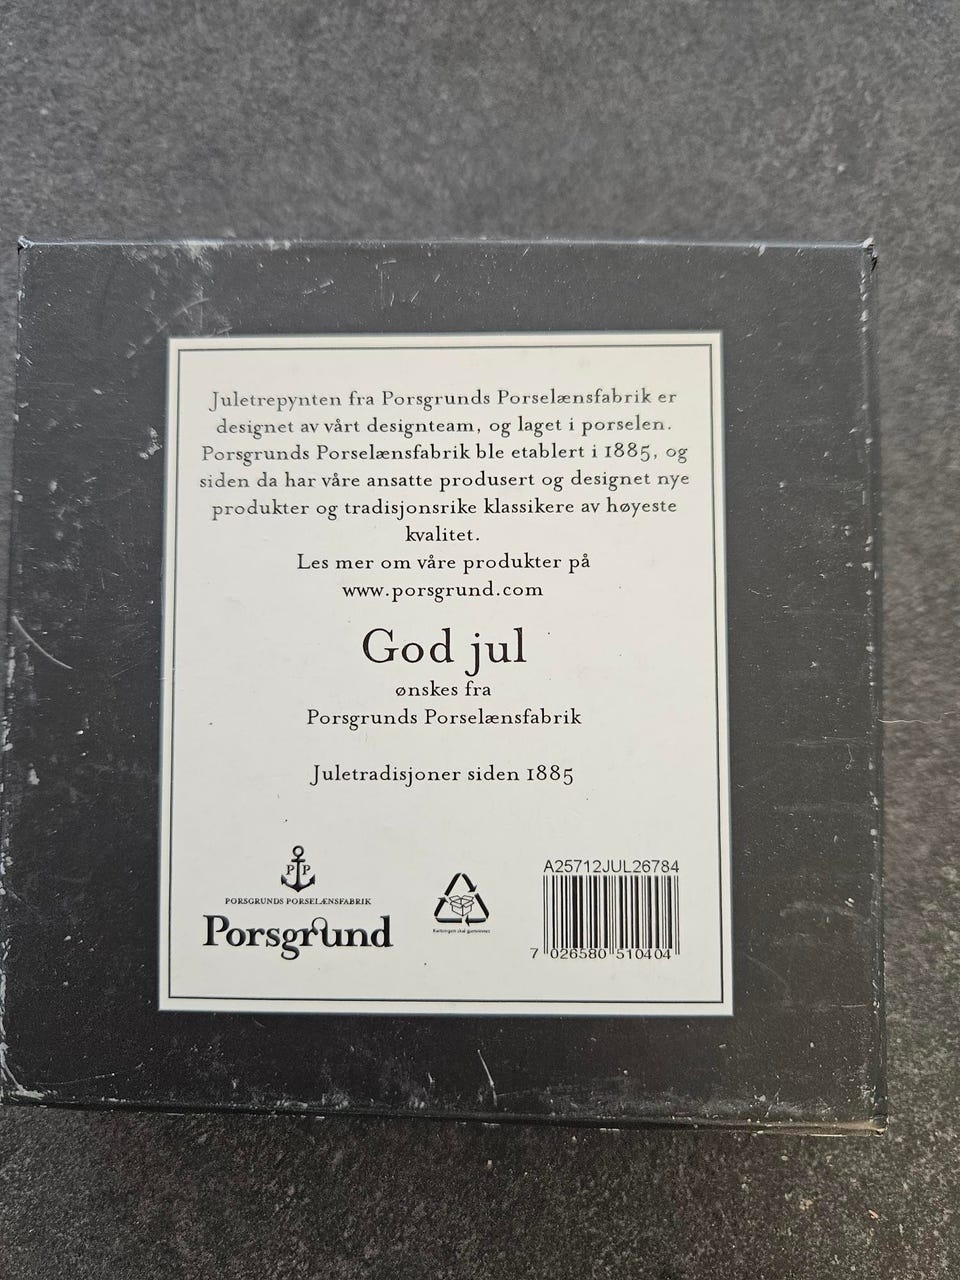 Juletrepynten fra Porsgrunds Porselænsfabrik er
designet av vårt designteam, og laget i porselen.
Porsgrunds Porselænsfabrik ble etablert i 1885, og
siden da har våre ansatte produsert og designet nye
produkter og tradisjonsrike klassikere av høyeste
kvalitet.
Les mer om våre produkter på
www.porsgrund.com
God jul
ønskes fra
Porsgrunds Porselænsfabrik
Juletradisjoner siden 1885
P P
PORSGRUNDS PORSELÆNSFABRIK
Porsgrund
Kartongen skal gjenvinnes
A25712JUL26784
7 026580 510404